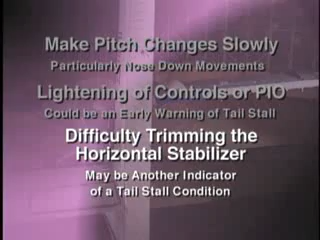 Make Pitch Changes Slowly
Particularly Nose Down Movements
Lightening of Controls or PIO
Could be an Early Warning of Tail Stall
Difficulty Trimming the
Horizontal Stabilizer
May be Another Indicator
of a Tail Stall Condition